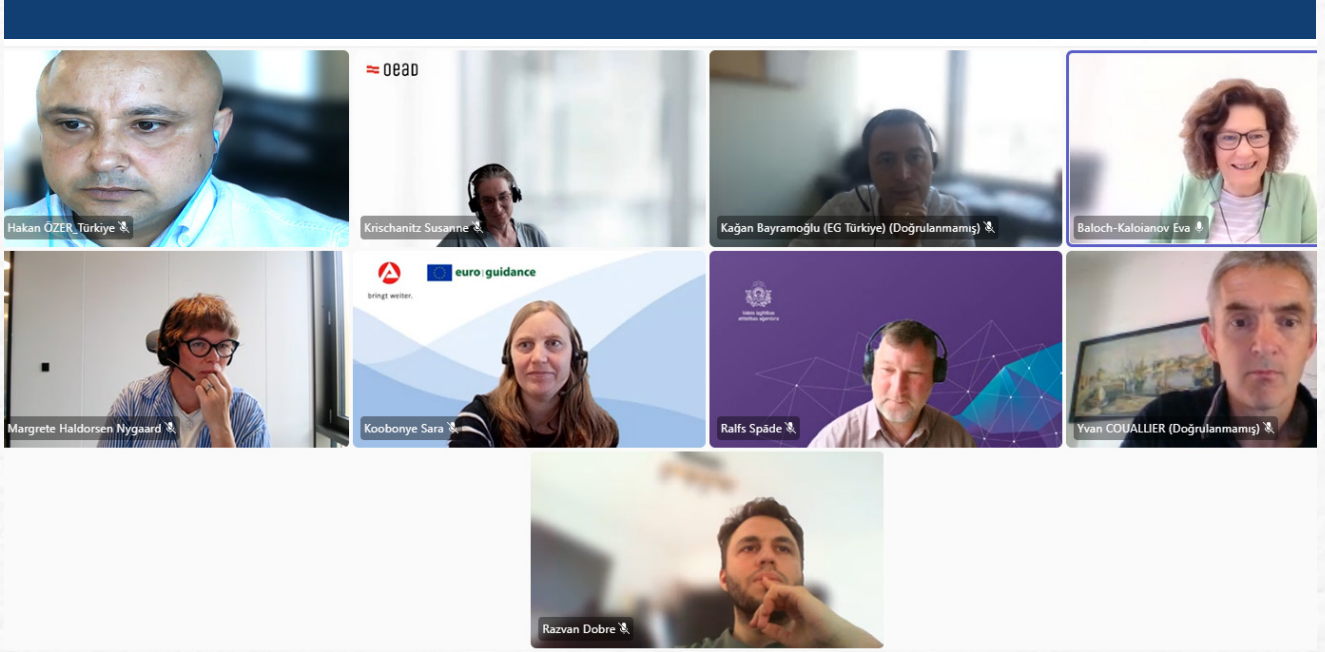 OeAD
Hakan ÖZER_Türkiye
Krischanitz Susanne
Kağan Bayramoğlu (EG Türkiye) (Doğrulanmamış)
Baloch-Kaloianov Eva
bringt weiter.
euro|guidance
Margrete Haldorsen Nygaard
Koobonye Sara
Ralfs Spāde
Yvan COUALLIER (Doğrulanmamış)
Razvan Dobre